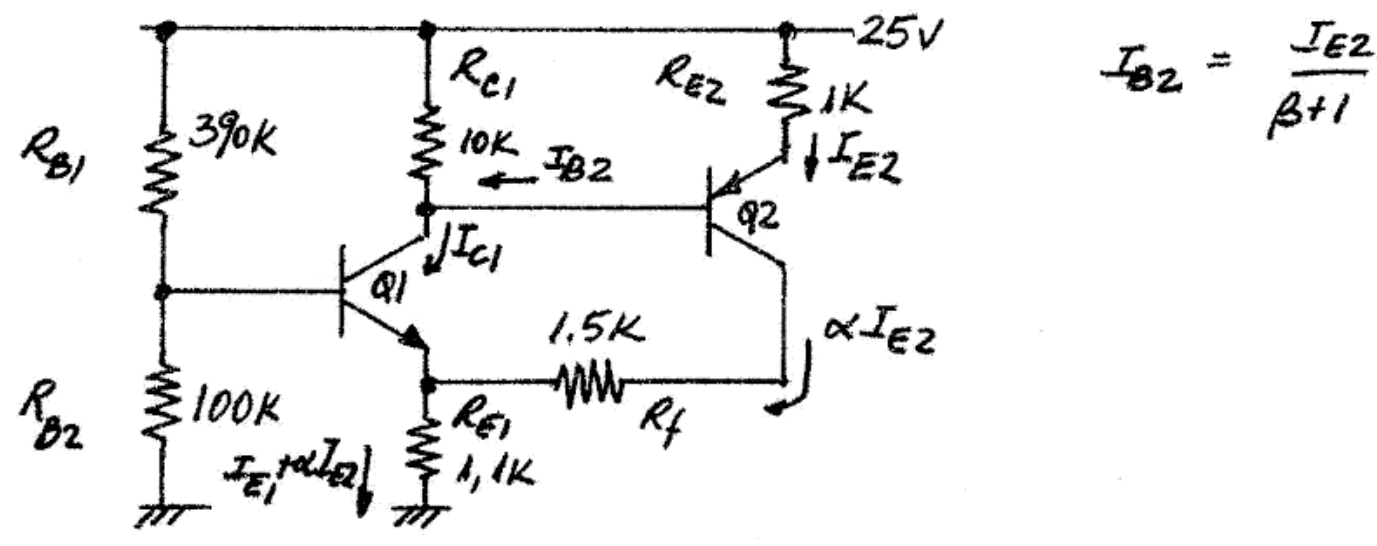 25V
I_B2 = I_E2 / β+1
R_C1
R_E2
1K
R_B1
390K
10K
I_B2
I_E2
Q2
I_C1
Q1
1.5K
αI_E2
R_B2
100K
R_E1
R_f
I_E1+αI_E2
1,1K